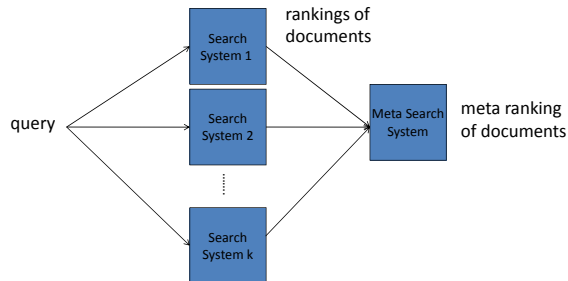 rankings of
documents
Search
System 1
query
Search
System 2
Meta Search
System
meta ranking
of documents
Search
System k